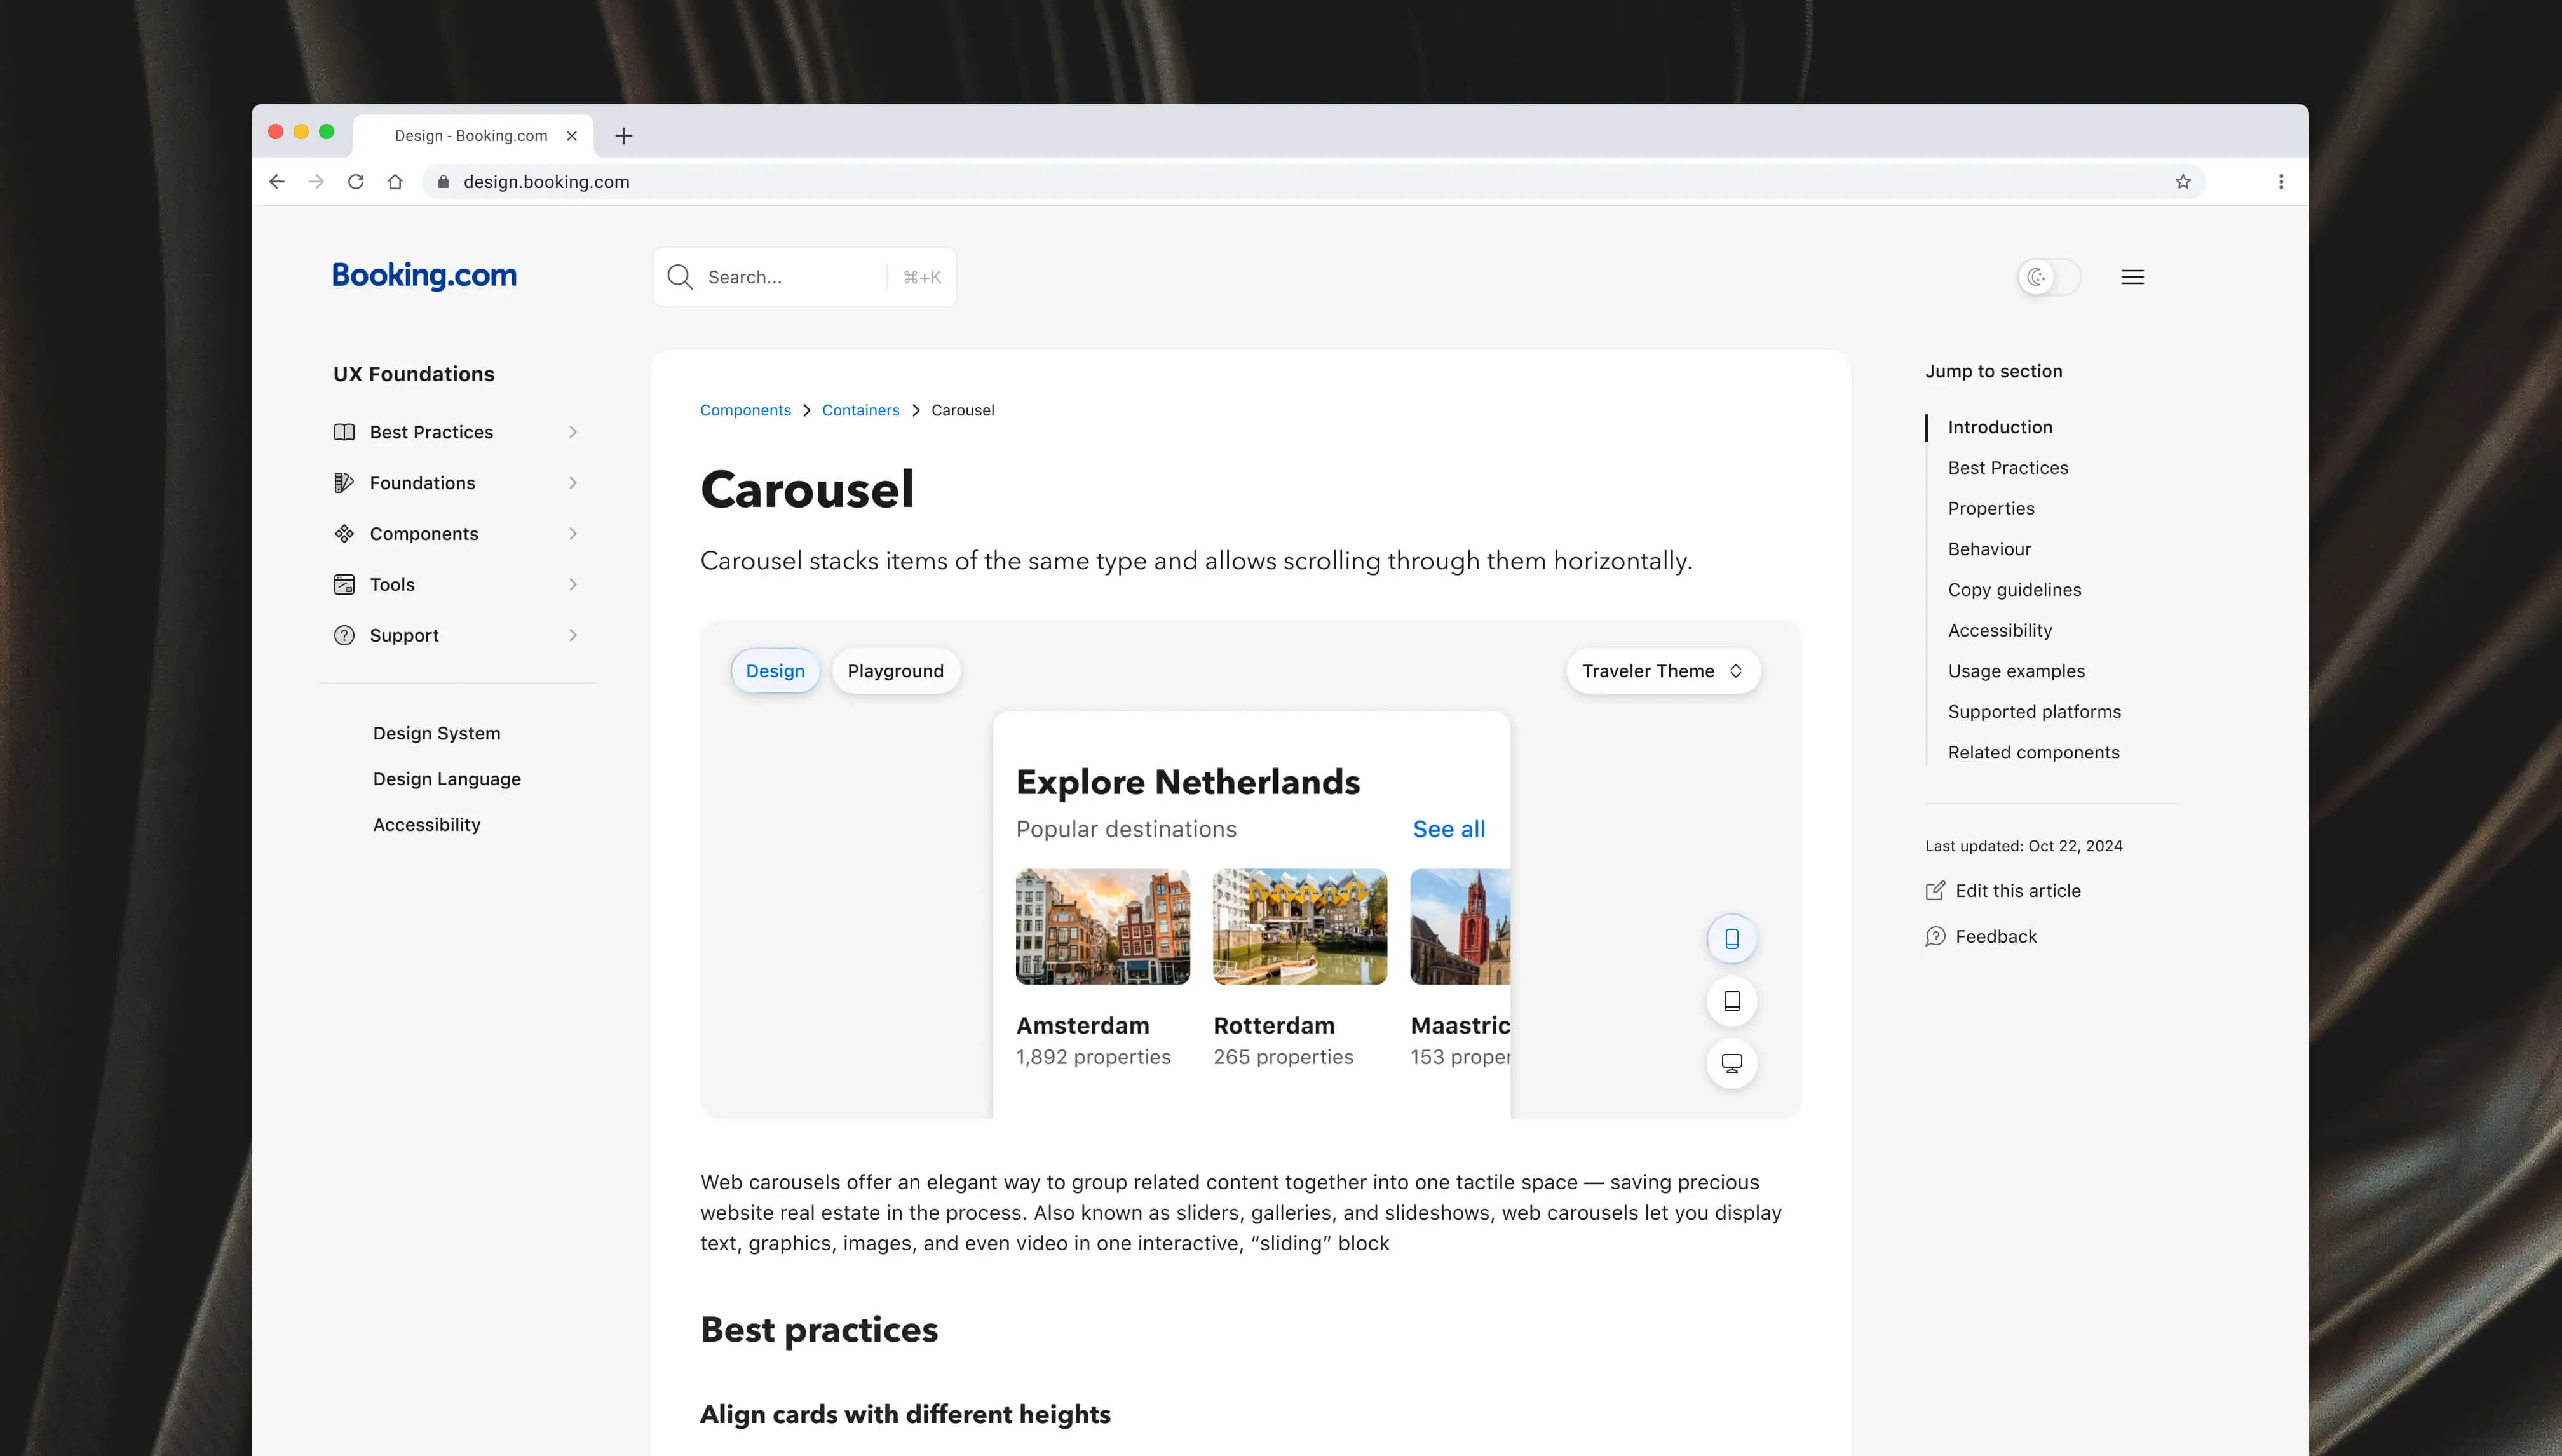 Design - Booking.com
design.booking.com
Booking.com
Search...
⌘+K
UX Foundations
Best Practices
Foundations
Components
Tools
Support
Design System
Design Language
Accessibility
Components > Containers > Carousel
Carousel
Carousel stacks items of the same type and allows scrolling through them horizontally.
Design
Playground
Traveler Theme
Explore Netherlands
Popular destinations
See all
Amsterdam
1,892 properties
Rotterdam
265 properties
Maastric
153 proper
Web carousels offer an elegant way to group related content together into one tactile space — saving precious
website real estate in the process. Also known as sliders, galleries, and slideshows, web carousels let you display
text, graphics, images, and even video in one interactive, “sliding” block
Best practices
Align cards with different heights
Jump to section
Introduction
Best Practices
Properties
Behaviour
Copy guidelines
Accessibility
Usage examples
Supported platforms
Related components
Last updated: Oct 22, 2024
Edit this article
Feedback